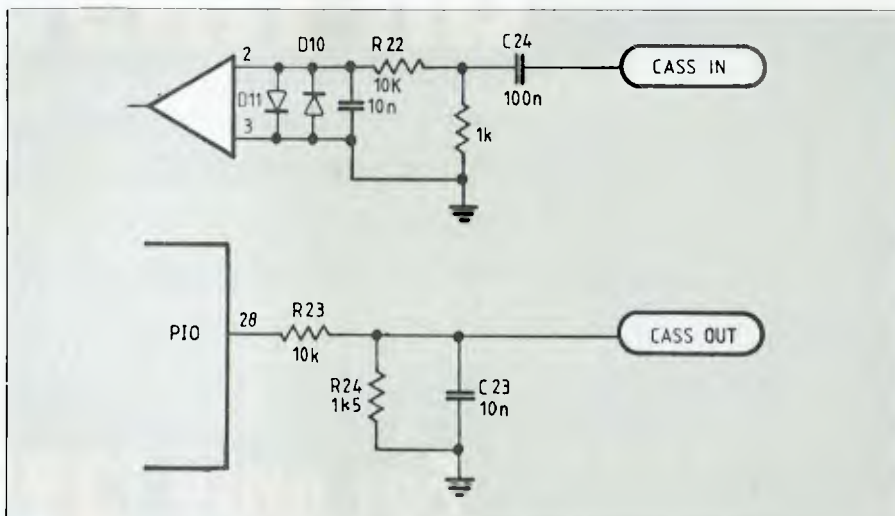 2
D10
R22
C24
CASS IN
D11
10n
10K
100n
1k
3
PIO
28
R23
10k
CASS OUT
R24
1k5
C23
10n